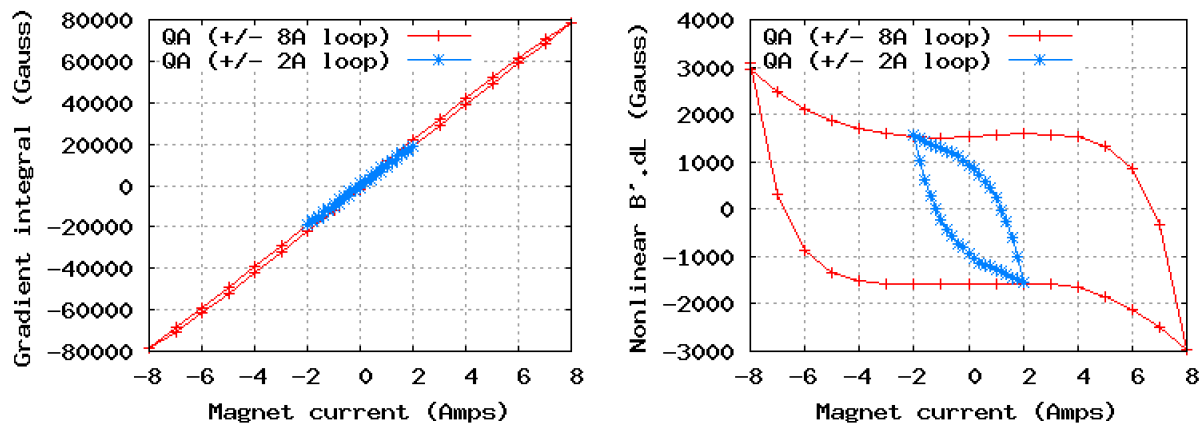 Gradient integral (Gauss)
80000
60000
40000
20000
0
-20000
-40000
-60000
-80000
QA (+/- 8A loop)
QA (+/- 2A loop)
-8 -6 -4 -2 0 2 4 6 8
Magnet current (Amps)
Nonlinear B'.dL (Gauss)
4000
3000
2000
1000
0
-1000
-2000
-3000
QA (+/- 8A loop)
QA (+/- 2A loop)
-8 -6 -4 -2 0 2 4 6 8
Magnet current (Amps)